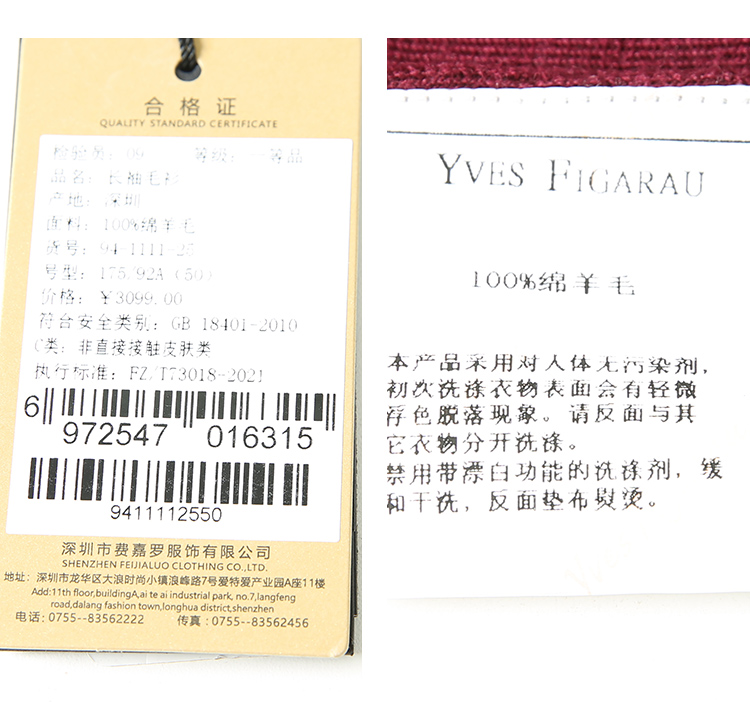 合格证
QUALITY STANDARD CERTIFICATE
检验员: 09 等级: 一等品
品名: 长袖毛衫
产地: 深圳
面料: 100%绵羊毛
货号: 94-1111-25
号型: 175/92A (50)
价格: ¥3099.00
符合安全类别: GB 18401-2010
C类: 非直接接触皮肤类
执行标准: FZ/T73018-2021
6 972547 016315
9411112550
深圳市费嘉罗服饰有限公司
SHENZHEN FEIJIALUO CLOTHING CO.,LTD
地址: 深圳市龙华区大浪时尚小镇浪峰路7号爱特爱产业园A座11楼
Add:11th floor,buildingA,ai te ai industrial park, no.7,langfeng
road,dalang fashion town,longhua district,shenzhen
电话: 0755--83562222 传真: 0755--83562456
YVES FIGARAU
100%绵羊毛
本产品采用对人体无污染剂,
初次洗涤衣物表面会有轻微
浮色脱落现象。请反面与其
它衣物分开洗涤。
禁用带漂白功能的洗涤剂, 缓
和干洗, 反面垫布熨烫。